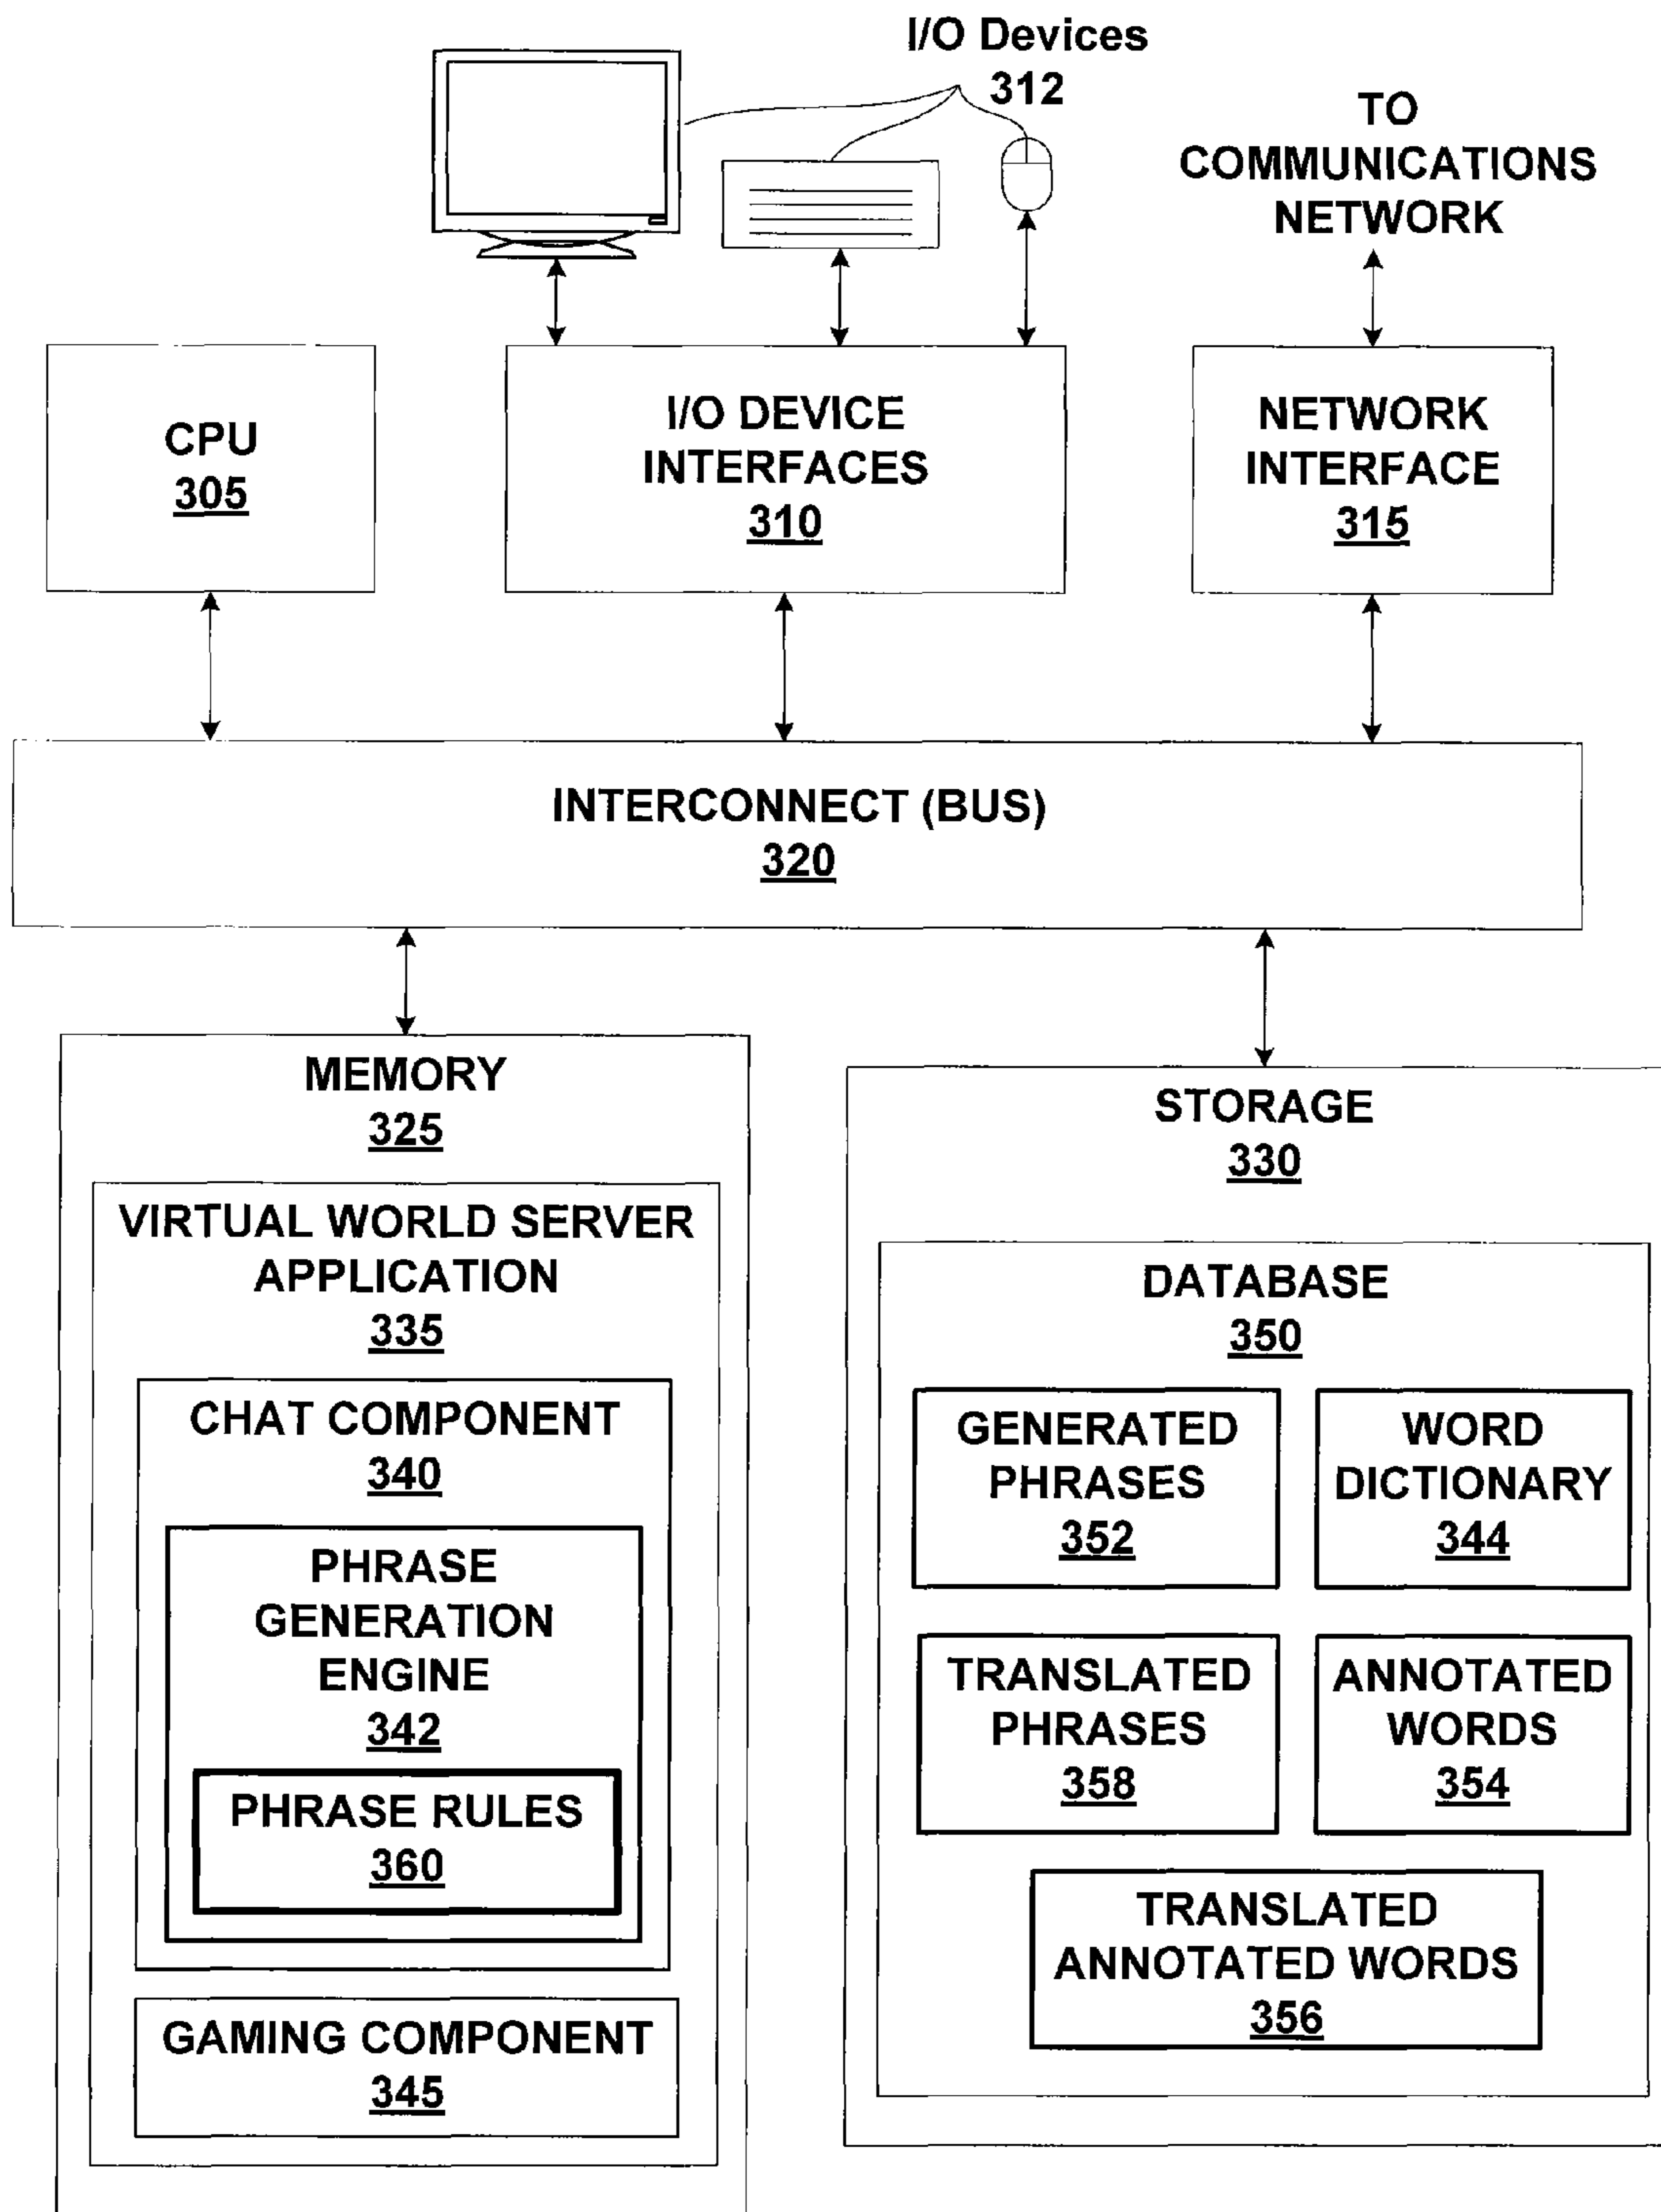 I/O Devices
312
TO
COMMUNICATIONS
NETWORK
CPU
305
I/O DEVICE
INTERFACES
310
NETWORK
INTERFACE
315
INTERCONNECT (BUS)
320
MEMORY
325
VIRTUAL WORLD SERVER
APPLICATION
335
CHAT COMPONENT
340
PHRASE
GENERATION
ENGINE
342
PHRASE RULES
360
GAMING COMPONENT
345
STORAGE
330
DATABASE
350
GENERATED
PHRASES
352
WORD
DICTIONARY
344
TRANSLATED
PHRASES
358
ANNOTATED
WORDS
354
TRANSLATED
ANNOTATED WORDS
356